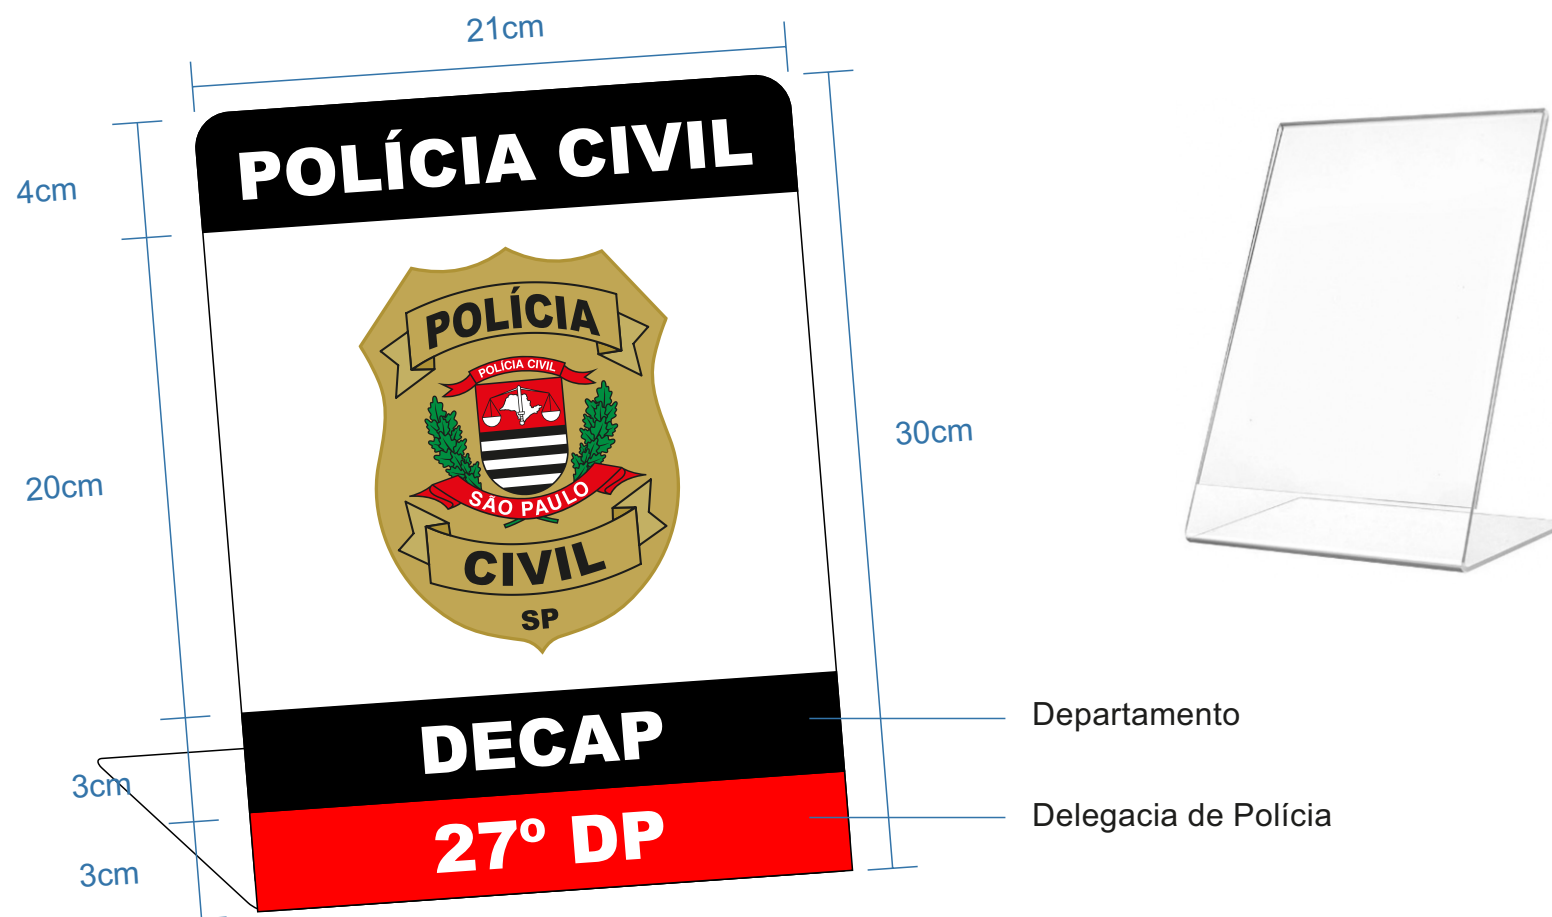 21cm
POLÍCIA CIVIL
4cm
POLÍCIA
POLÍCIA CIVIL
30cm
20cm
SÃO PAULO
CIVIL
SP
Departamento
DECAP
3cm
Delegacia de Polícia
27º DP
3cm